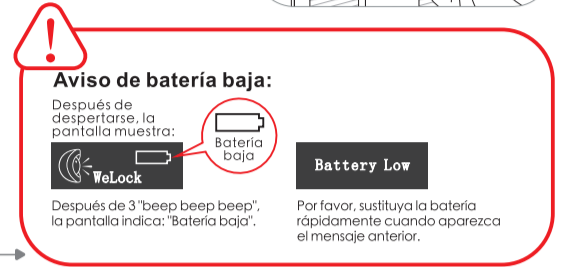 Aviso de batería baja:
Después de
despertarse, la
pantalla muestra:
Batería
baja
WeLock
Después de 3 "beep beep beep",
la pantalla indica: "Batería baja".
Battery Low
Por favor, sustituya la batería
rápidamente cuando aparezca
el mensaje anterior.